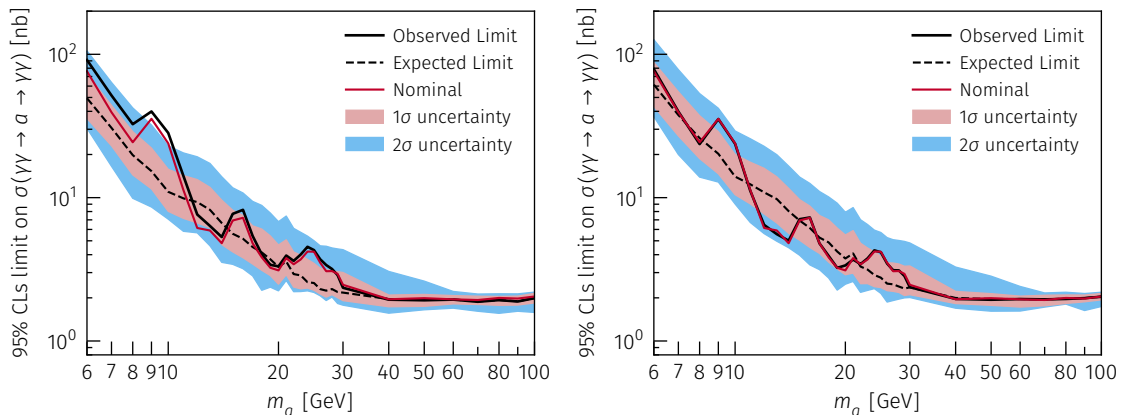 95% CLs limit on σ(γγ → a → γγ) [nb]
10²
10¹
10⁰
Observed Limit
Expected Limit
Nominal
1σ uncertainty
2σ uncertainty
6 7 8 9 10 20 30 40 50 60 80 100
mₐ [GeV]
95% CLs limit on σ(γγ → a → γγ) [nb]
10²
10¹
10⁰
Observed Limit
Expected Limit
Nominal
1σ uncertainty
2σ uncertainty
6 7 8 9 10 20 30 40 50 60 80 100
mₐ [GeV]